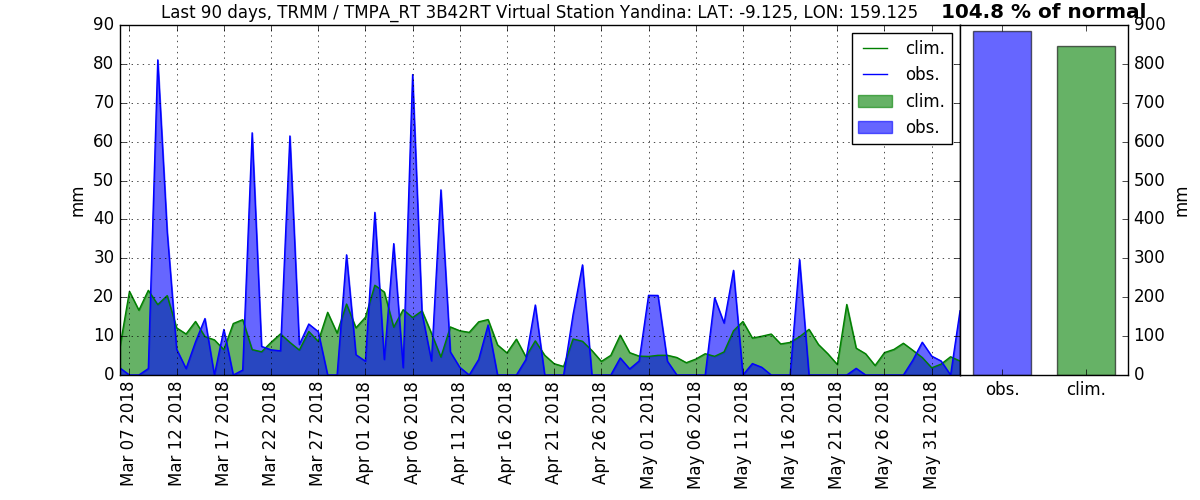 Last 90 days, TRMM / TMPA_RT 3B42RT Virtual Station Yandina: LAT: -9.125, LON: 159.125
104.8 % of normal
90
80
70
60
50
40
30
20
10
0
mm
clim.
obs.
clim.
obs.
900
800
700
600
500
400
300
200
100
0
mm
Mar 07 2018
Mar 12 2018
Mar 17 2018
Mar 22 2018
Mar 27 2018
Apr 01 2018
Apr 06 2018
Apr 11 2018
Apr 16 2018
Apr 21 2018
Apr 26 2018
May 01 2018
May 06 2018
May 11 2018
May 16 2018
May 21 2018
May 26 2018
May 31 2018
obs.
clim.